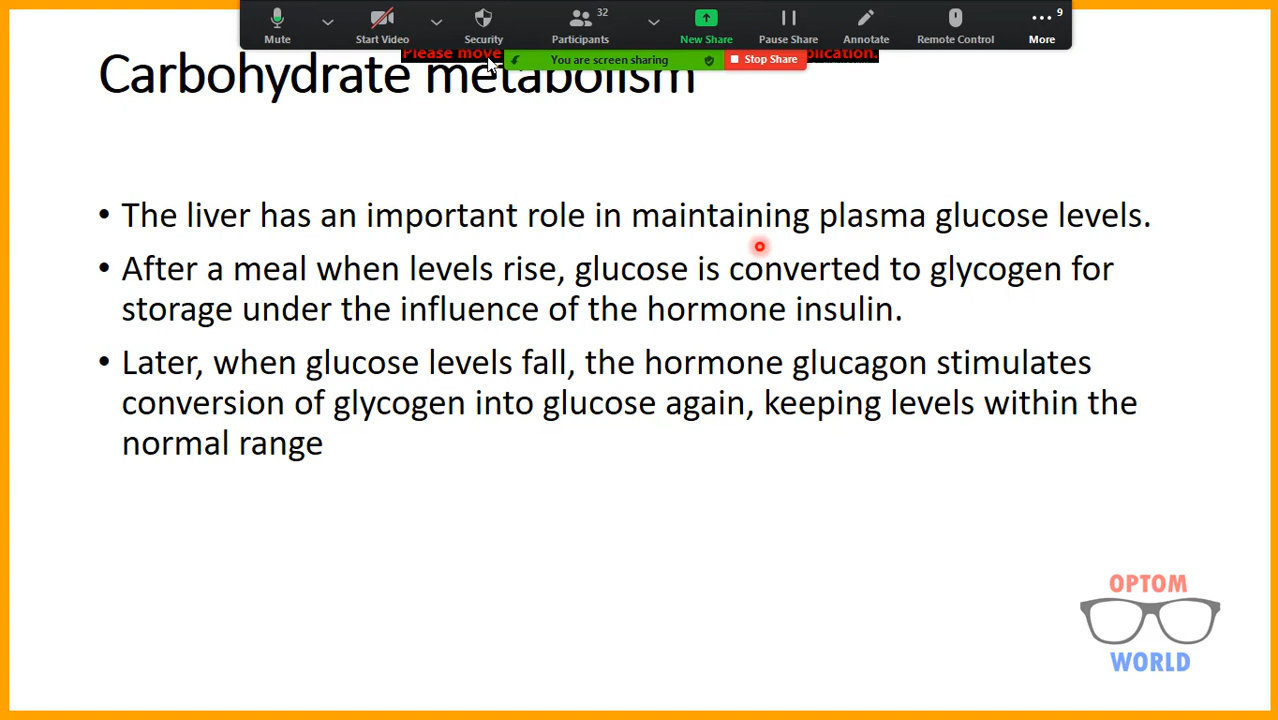 32
9
Mute
Start Video
Security
Participants
New Share
Pause Share
Annotate
Remote Control
More
Please move
You are screen sharing
Stop Share
Carbohydrate metabolism
• The liver has an important role in maintaining plasma glucose levels.
• After a meal when levels rise, glucose is converted to glycogen for
storage under the influence of the hormone insulin.
• Later, when glucose levels fall, the hormone glucagon stimulates
conversion of glycogen into glucose again, keeping levels within the
normal range
OPTOM
WORLD